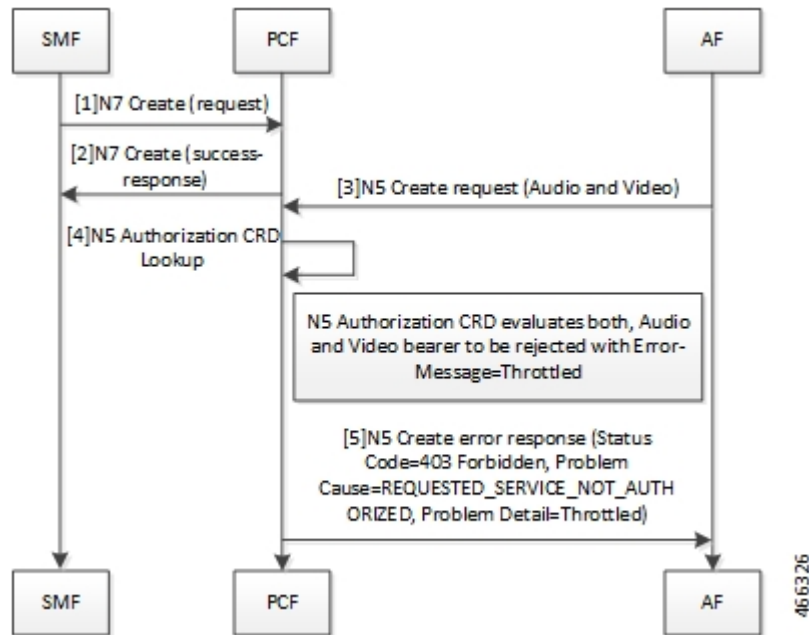 SMF
PCF
AF
[1]N7 Create (request)
[2]N7 Create (success-
response)
[3]N5 Create request (Audio and Video)
[4]N5 Authorization CRD
Lookup
N5 Authorization CRD evaluates both, Audio
and Video bearer to be rejected with Error-
Message=Throttled
[5]N5 Create error response (Status
Code=403 Forbidden, Problem
Cause=REQUESTED_SERVICE_NOT_AUTH
ORIZED, Problem Detail=Throttled)
SMF
PCF
AF
466326